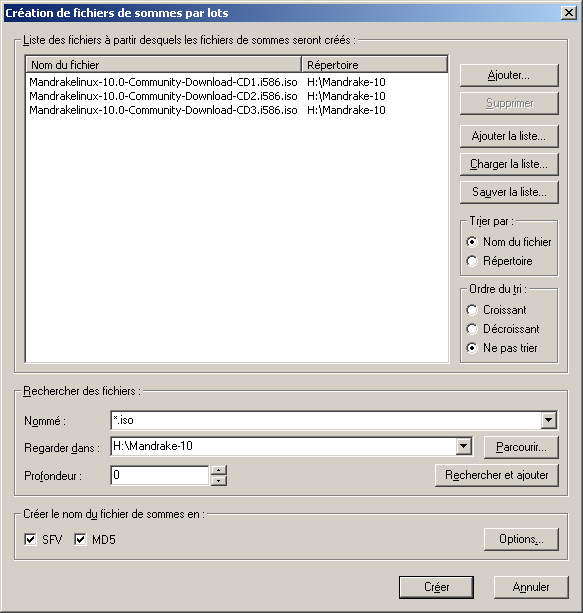 Création de fichiers de sommes par lots
Liste des fichiers à partir desquels les fichiers de sommes seront créés :
Nom du fichier Répertoire
Mandrakelinux-10.0-Community-Download-CD1.i586.iso H:\Mandrake-10
Mandrakelinux-10.0-Community-Download-CD2.i586.iso H:\Mandrake-10
Mandrakelinux-10.0-Community-Download-CD3.i586.iso H:\Mandrake-10
Ajouter...
Supprimer
Ajouter la liste...
Charger la liste...
Sauver la liste...
Trier par :
Nom du fichier
Répertoire
Ordre du tri :
Croissant
Décroissant
Ne pas trier
Rechercher des fichiers :
Nommé : *.iso
Regarder dans : H:\Mandrake-10 Parcourir...
Profondeur : 0 Rechercher et ajouter
Créer le nom du fichier de sommes en :
SFV MD5 Options...
Créer Annuler